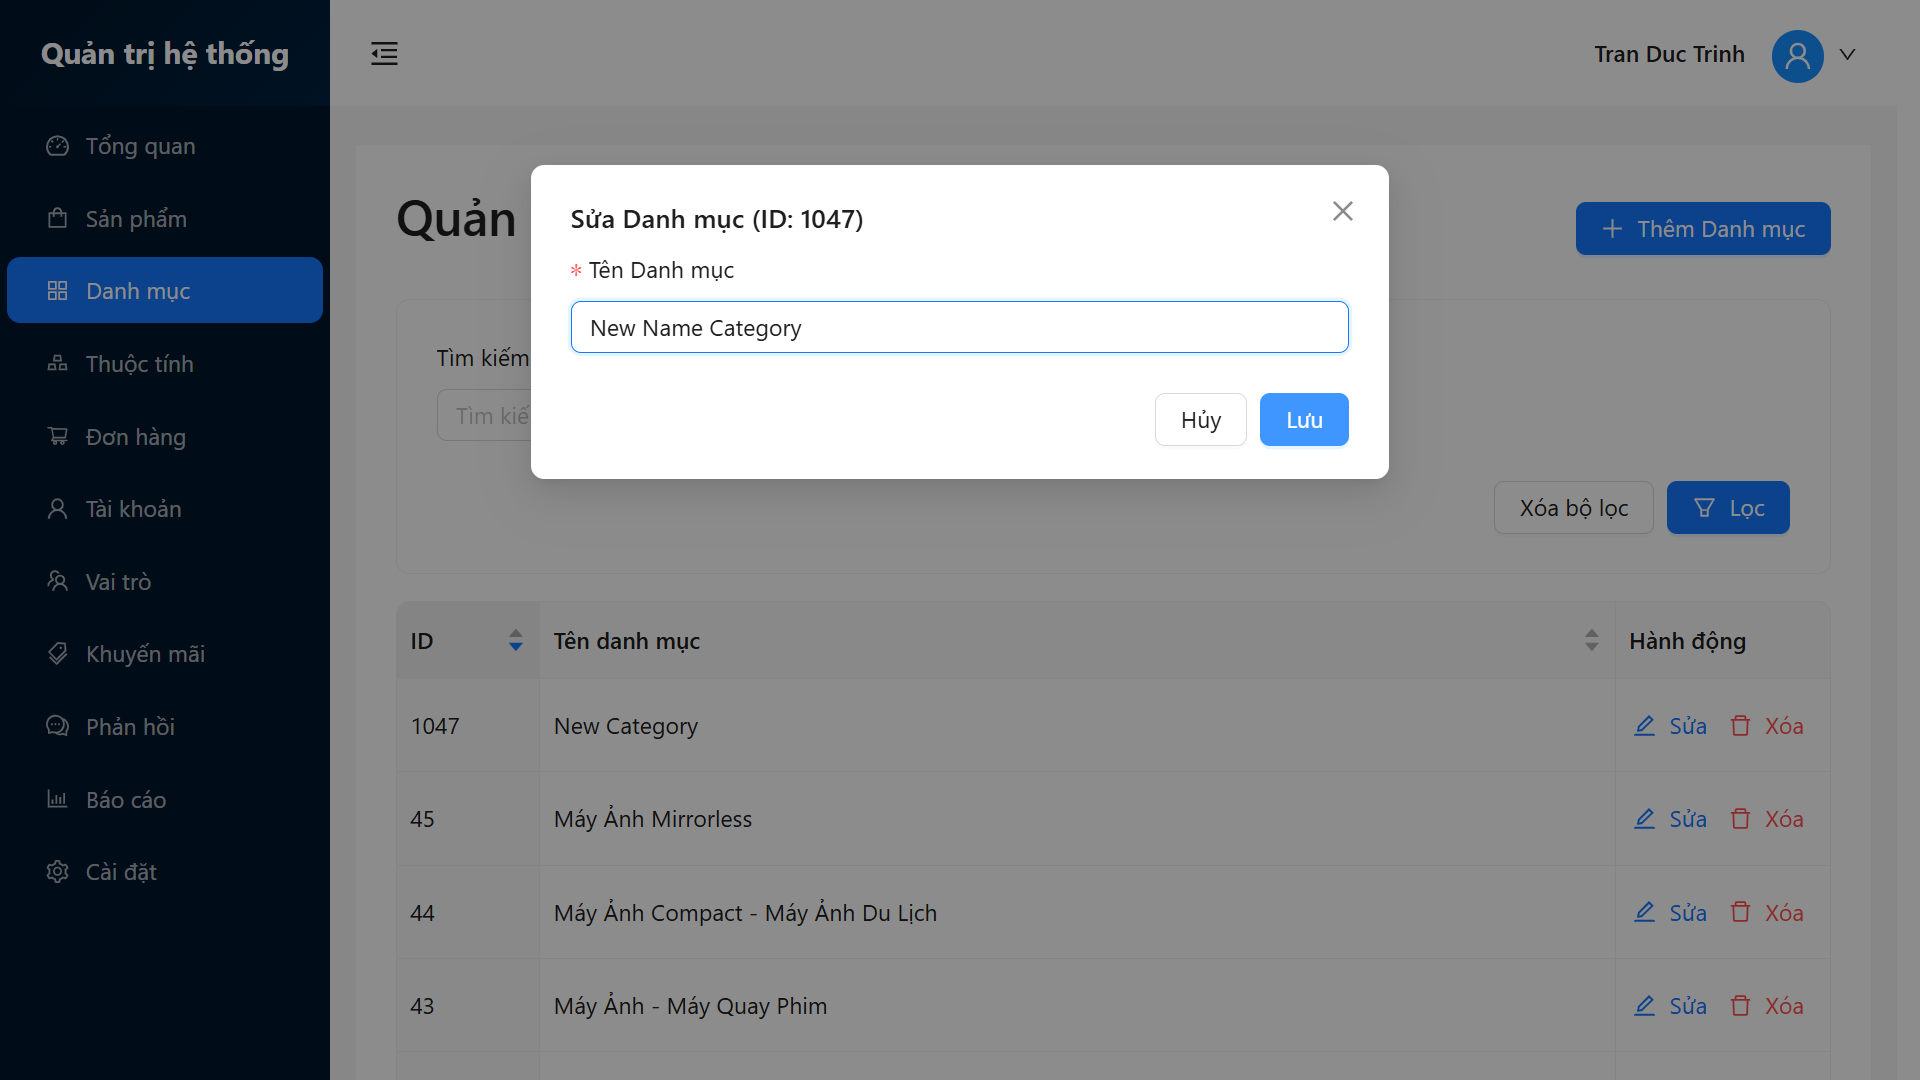 Quản trị hệ thống
Tran Duc Trinh
Tổng quan
Sản phẩm
Danh mục
Thuộc tính
Đơn hàng
Tài khoản
Vai trò
Khuyến mãi
Phản hồi
Báo cáo
Cài đặt
Quản
Thêm Danh mục
Sửa Danh mục (ID: 1047)
* Tên Danh mục
New Name Category
Hủy
Lưu
Tìm kiếm
Tìm kiế
Xóa bộ lọc
Lọc
ID
Tên danh mục
Hành động
1047
New Category
Sửa
Xóa
45
Máy Ảnh Mirrorless
Sửa
Xóa
44
Máy Ảnh Compact - Máy Ảnh Du Lịch
Sửa
Xóa
43
Máy Ảnh - Máy Quay Phim
Sửa
Xóa